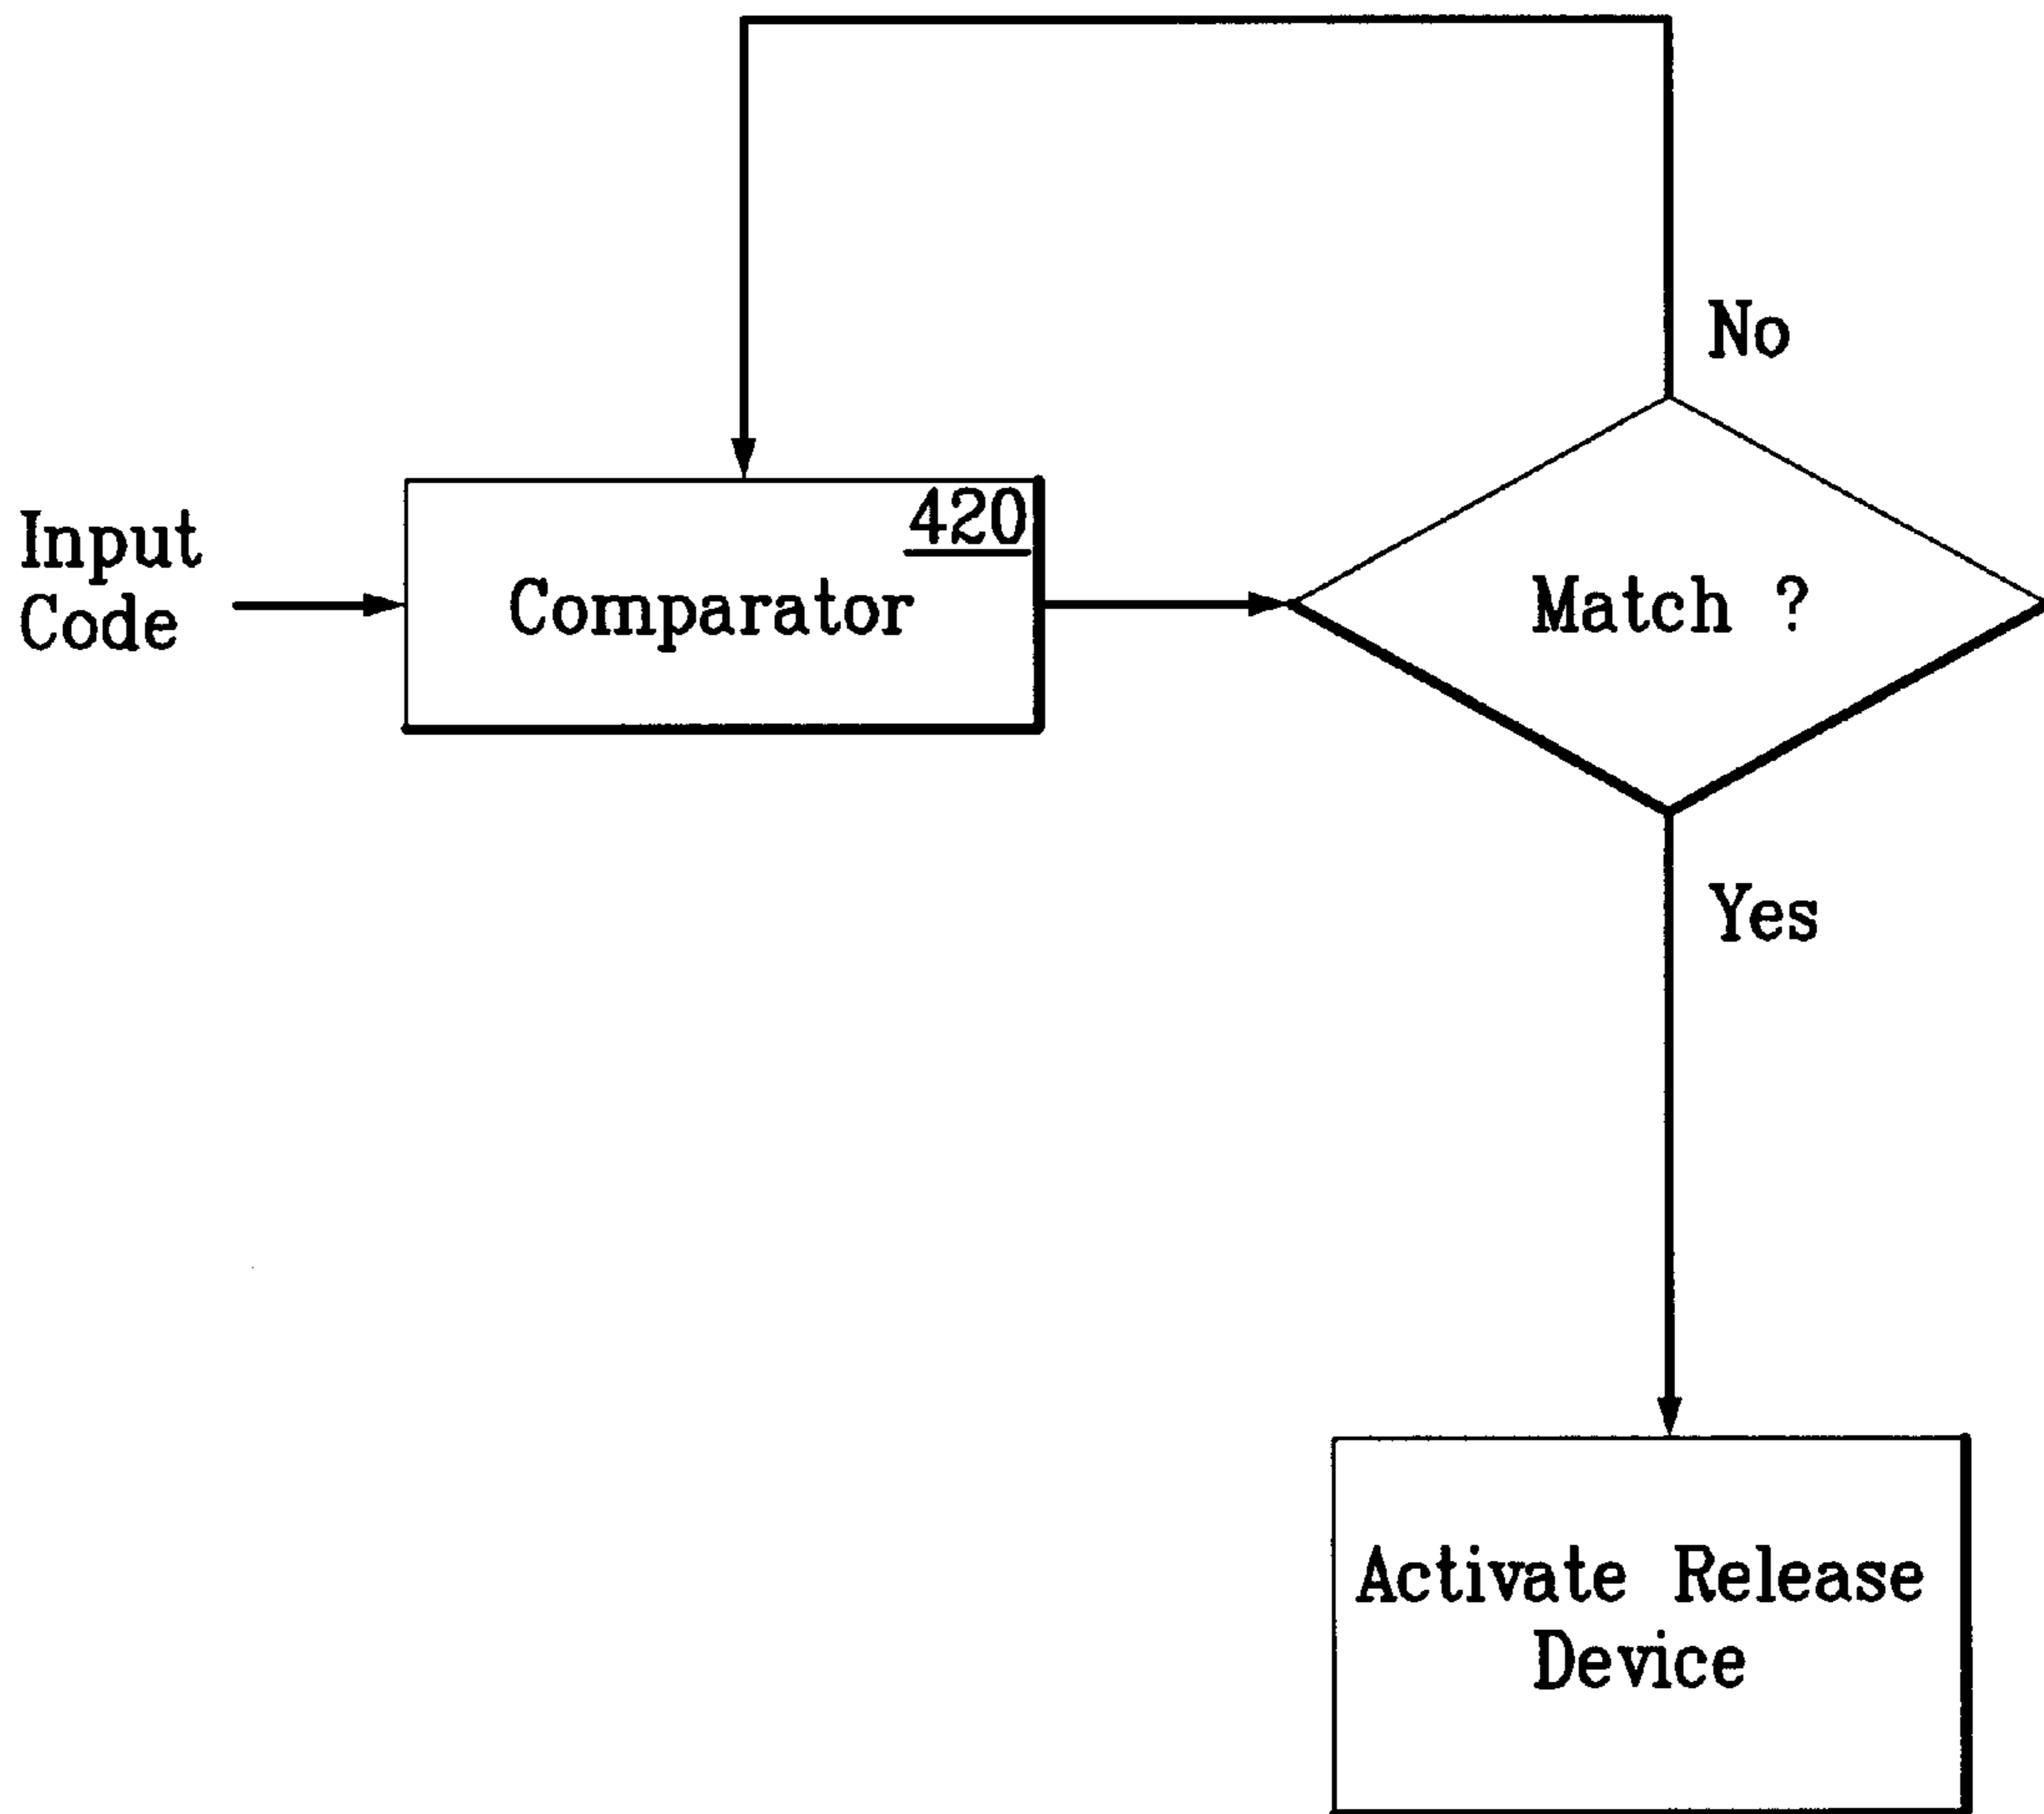 No
Input
Code
420
Comparator
Match ?
Yes
Activate Release
Device